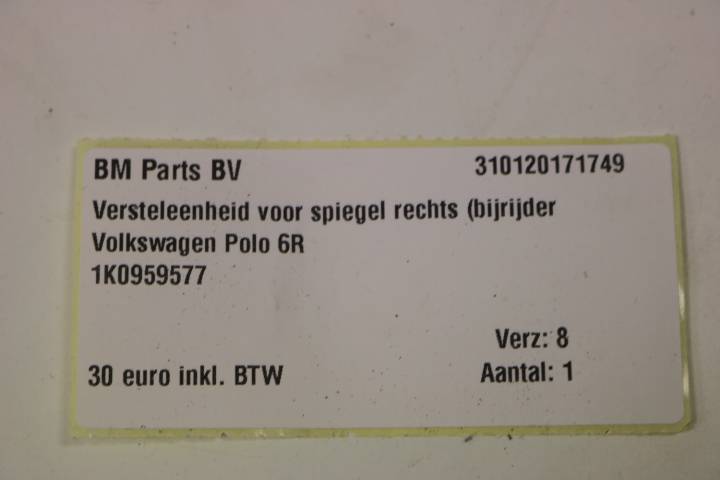 BM Parts BV 310120171749
Versteleenheid voor spiegel rechts (bijrijder
Volkswagen Polo 6R
1K0959577
Verz: 8
30 euro inkl. BTW Aantal: 1